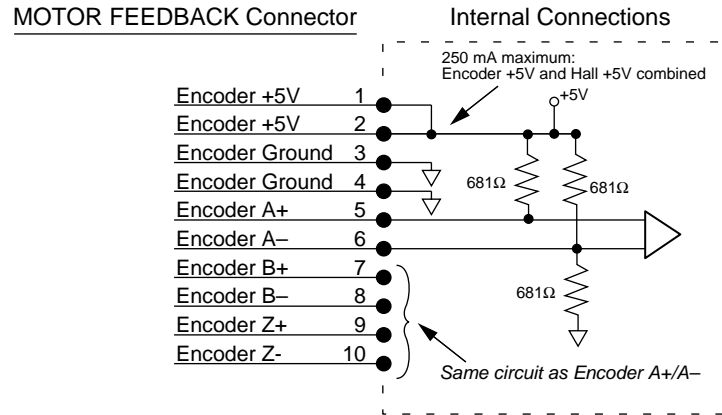 MOTOR FEEDBACK Connector
Internal Connections
250 mA maximum:
Encoder +5V and Hall +5V combined
+5V
Encoder +5V 1
Encoder +5V 2
Encoder Ground 3
Encoder Ground 4
681Ω
681Ω
Encoder A+ 5
Encoder A– 6
Encoder B+ 7
Encoder B– 8
681Ω
Encoder Z+ 9
Encoder Z- 10
Same circuit as Encoder A+/A–